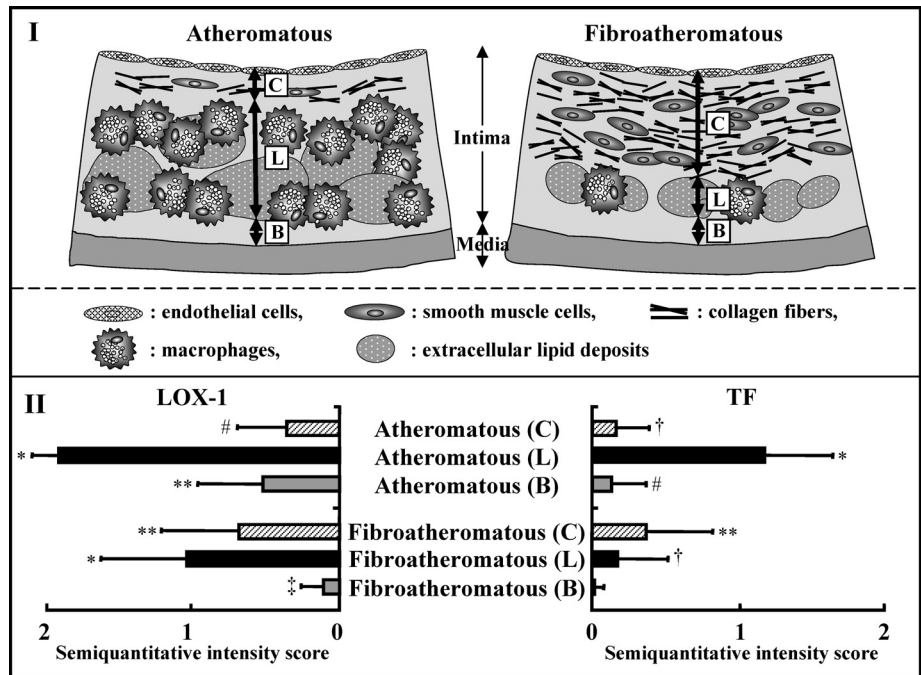 I
Atheromatous
Fibroatheromatous
C
L
B
Intima
Media
C
L
B
: endothelial cells,
: smooth muscle cells,
: collagen fibers,
: macrophages,
: extracellular lipid deposits
II
LOX-1
TF
# Atheromatous (C) †
* Atheromatous (L) *
** Atheromatous (B) #
** Fibroatheromatous (C) **
* Fibroatheromatous (L) †
‡ Fibroatheromatous (B)
2 1 0 0 1 2
Semiquantitative intensity score Semiquantitative intensity score